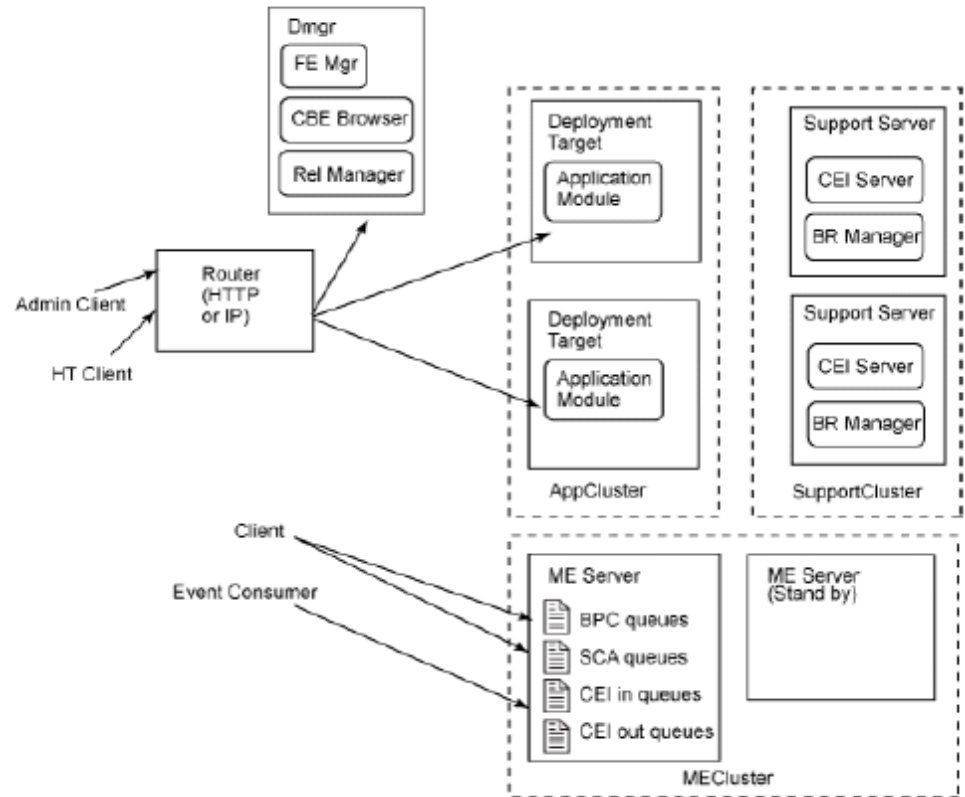 Dmgr
FE Mgr
CBE Browser
Rel Manager
Deployment
Target
Application
Module
Support Server
CEI Server
BR Manager
Router
(HTTP
or IP)
Admin Client
HT Client
Deployment
Target
Application
Module
Support Server
CEI Server
BR Manager
AppCluster
SupportCluster
Client
Event Consumer
ME Server
BPC queues
SCA queues
CEI in queues
CEI out queues
ME Server
(Stand by)
MECluster